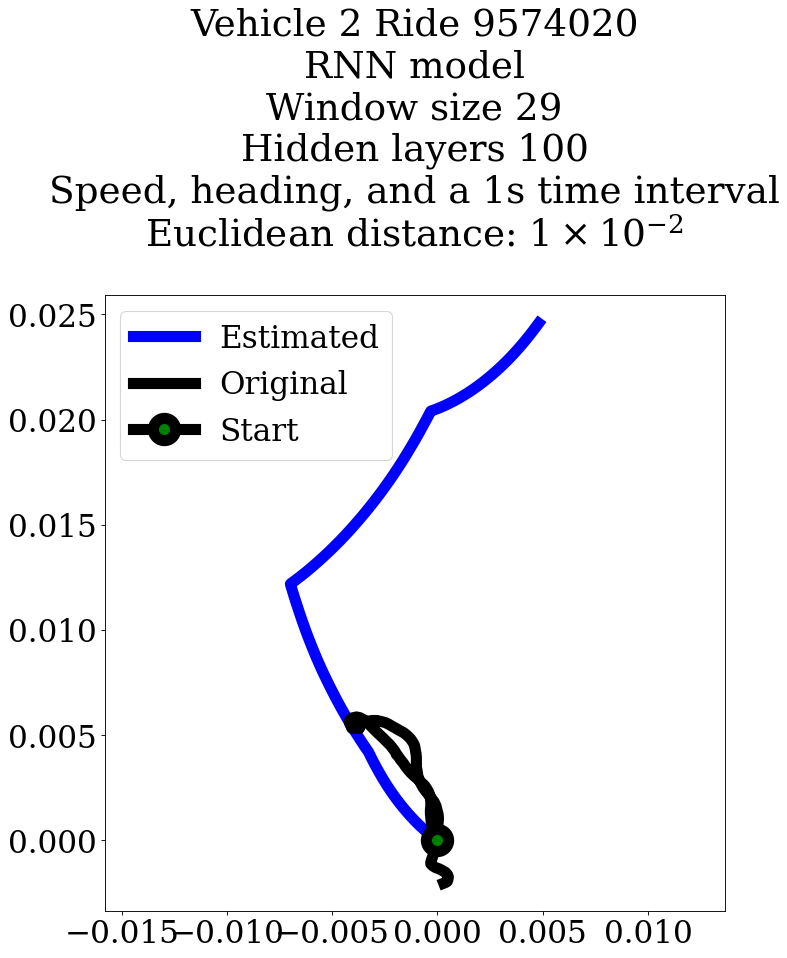 Vehicle 2 Ride 9574020
RNN model
Window size 29
Hidden layers 100
Speed, heading, and a 1s time interval
Euclidean distance: 1 × 10⁻²
0.025
Estimated
Original
Start
0.020
0.015
0.010
0.005
0.000
−0.015 −0.010 −0.005 0.000 0.005 0.010